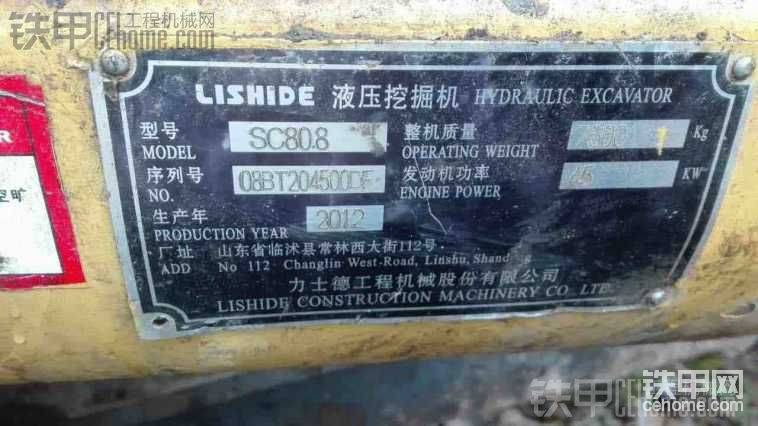 铁甲工程机械网
cehome.com
LISHIDE 液压挖掘机 HYDRAULIC EXCAVATOR
型号 MODEL SC80.8
整机质量 OPERATING WEIGHT Kg
序列号 NO.
发动机功率 ENGINE POWER KW
生产年 PRODUCTION YEAR 2012
厂址 山东省临沭县常林西大街112号
ADD No 112 Changlin West-Road, Linshu,
力士德工程机械股份有限公司
LISHIDE CONSTRUCTION MACHINERY CO., LTD.
铁甲网
cehome.com